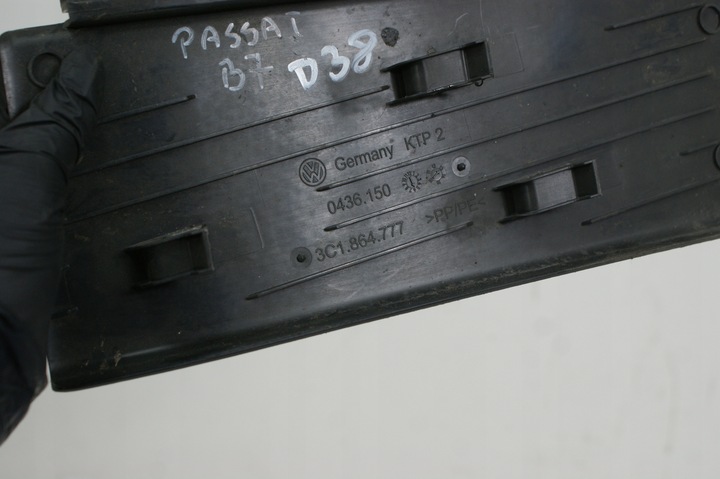 PASSAT
B7 D38
Germany KTP 2
0436.150
3C1.864.777 >PP/PE<